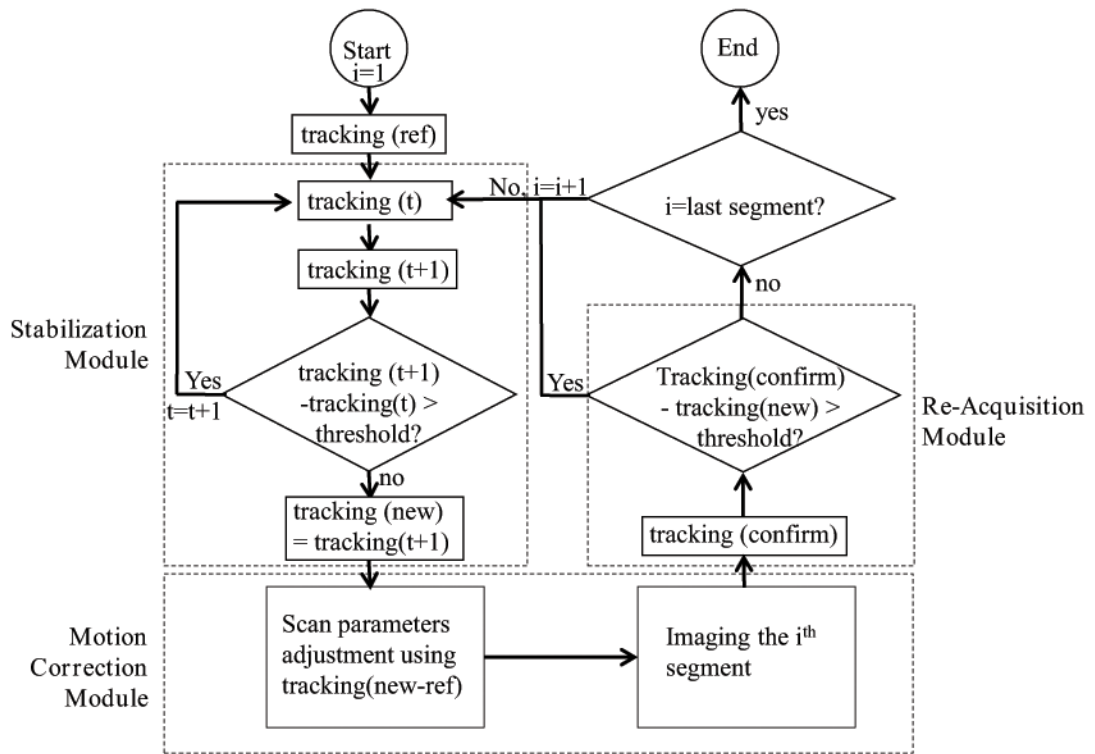 Start
i=1
tracking (ref)
tracking (t)
tracking (t+1)
Stabilization
Module
Yes
t=t+1
tracking (t+1)
-tracking(t) >
threshold?
no
tracking (new)
= tracking(t+1)
Motion
Correction
Module
Scan parameters
adjustment using
tracking(new-ref)
Imaging the iᵗʰ
segment
tracking (confirm)
Tracking(confirm)
- tracking(new) >
threshold?
Yes
Re-Acquisition
Module
no
i=last segment?
No, i=i+1
yes
End